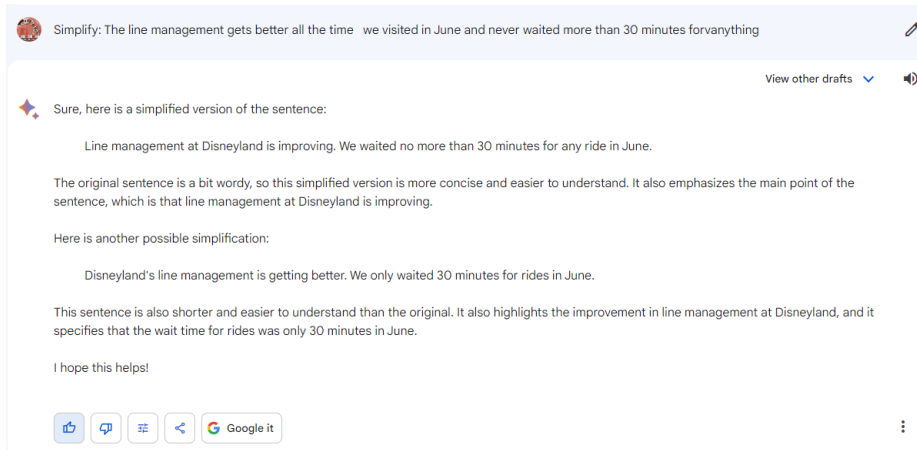 Simplify: The line management gets better all the time  we visited in June and never waited more than 30 minutes forvanything
View other drafts
Sure, here is a simplified version of the sentence:
Line management at Disneyland is improving. We waited no more than 30 minutes for any ride in June.
The original sentence is a bit wordy, so this simplified version is more concise and easier to understand. It also emphasizes the main point of the
sentence, which is that line management at Disneyland is improving.
Here is another possible simplification:
Disneyland's line management is getting better. We only waited 30 minutes for rides in June.
This sentence is also shorter and easier to understand than the original. It also highlights the improvement in line management at Disneyland, and it
specifies that the wait time for rides was only 30 minutes in June.
I hope this helps!
G Google it